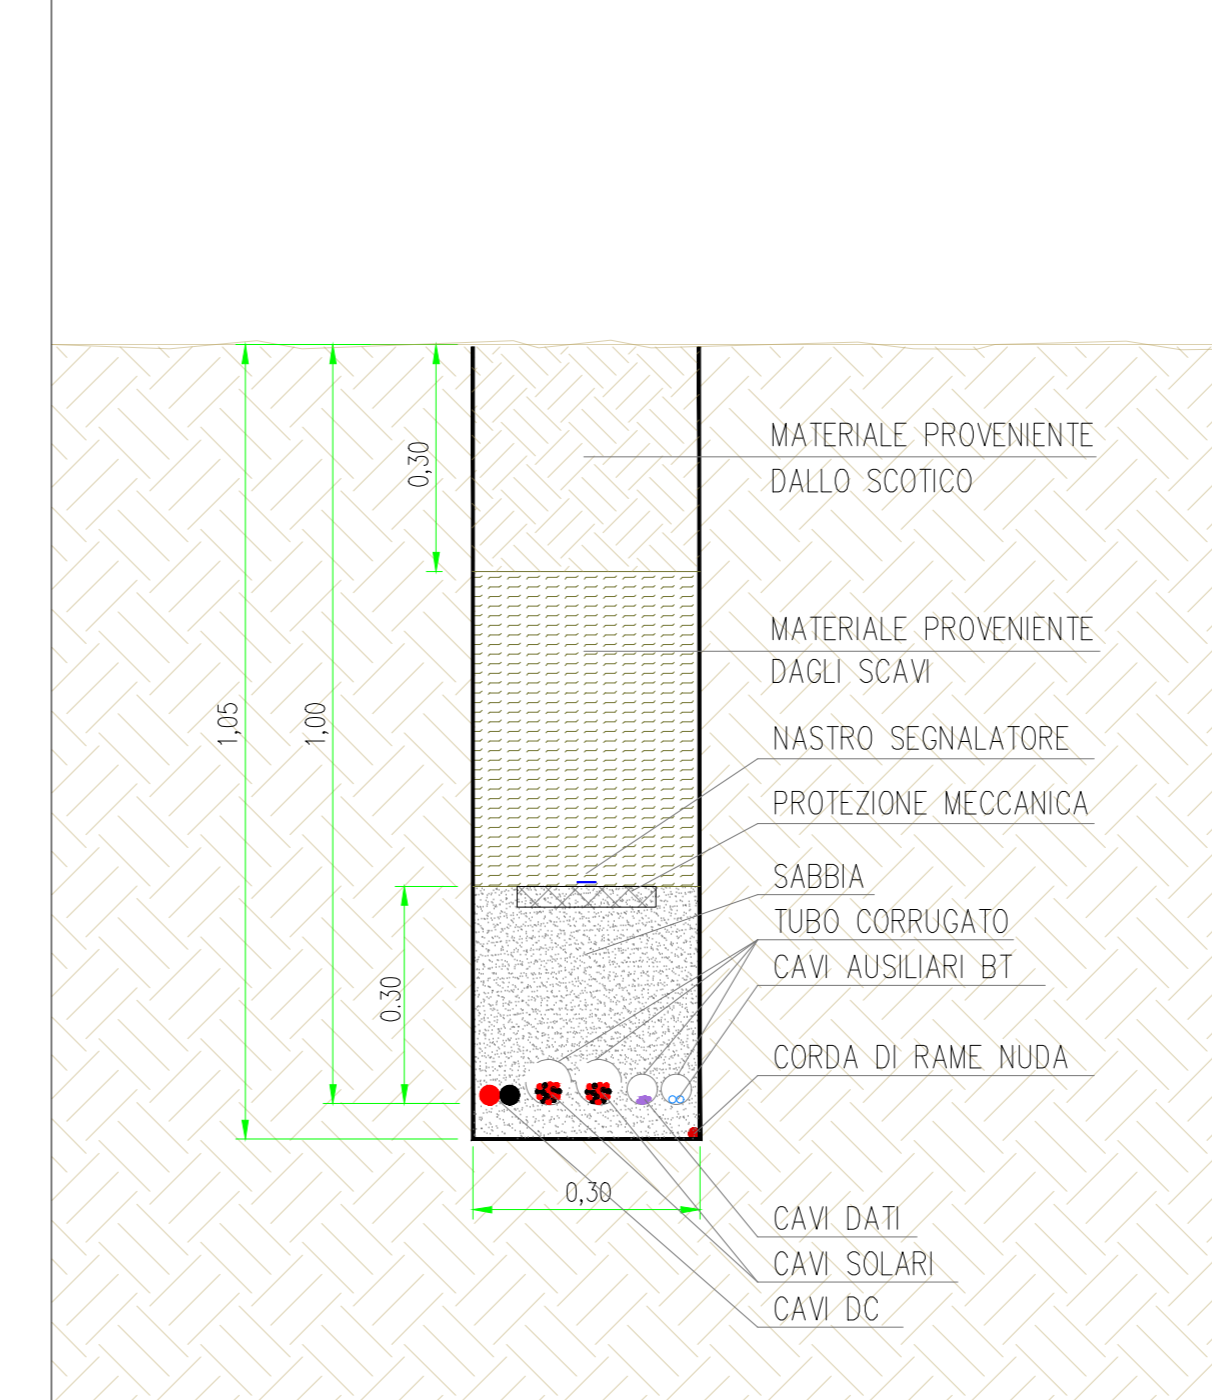 0,30
MATERIALE PROVENIENTE
DALLO SCOTICO
MATERIALE PROVENIENTE
DAGLI SCAVI
1,05
1,00
NASTRO SEGNALATORE
PROTEZIONE MECCANICA
SABBIA
TUBO CORRUGATO
CAVI AUSILIARI BT
0.30
CORDA DI RAME NUDA
0,30
CAVI DATI
CAVI SOLARI
CAVI DC